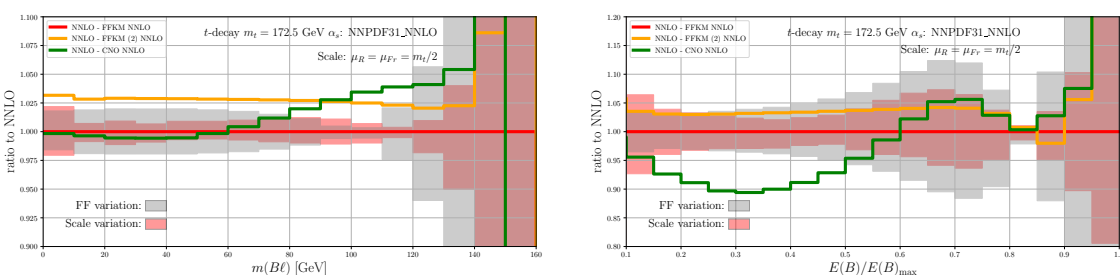 NNLO - FFKM NNLO
NNLO - FFKM (2) NNLO
NNLO - CNO NNLO
t-decay m_t = 172.5 GeV α_s: NNPDF31_NNLO
Scale: μ_R = μ_Fr = m_t/2
FF variation:
Scale variation:
ratio to NNLO
1.100
1.075
1.050
1.025
1.000
0.975
0.950
0.925
0.900
0 20 40 60 80 100 120 140 160
m(Bℓ) [GeV]
NNLO - FFKM NNLO
NNLO - FFKM (2) NNLO
NNLO - CNO NNLO
t-decay m_t = 172.5 GeV α_s: NNPDF31_NNLO
Scale: μ_R = μ_Fr = m_t/2
FF variation:
Scale variation:
ratio to NNLO
1.20
1.15
1.10
1.05
1.00
0.95
0.90
0.85
0.80
0.1 0.2 0.3 0.4 0.5 0.6 0.7 0.8 0.9
E(B)/E(B)_max